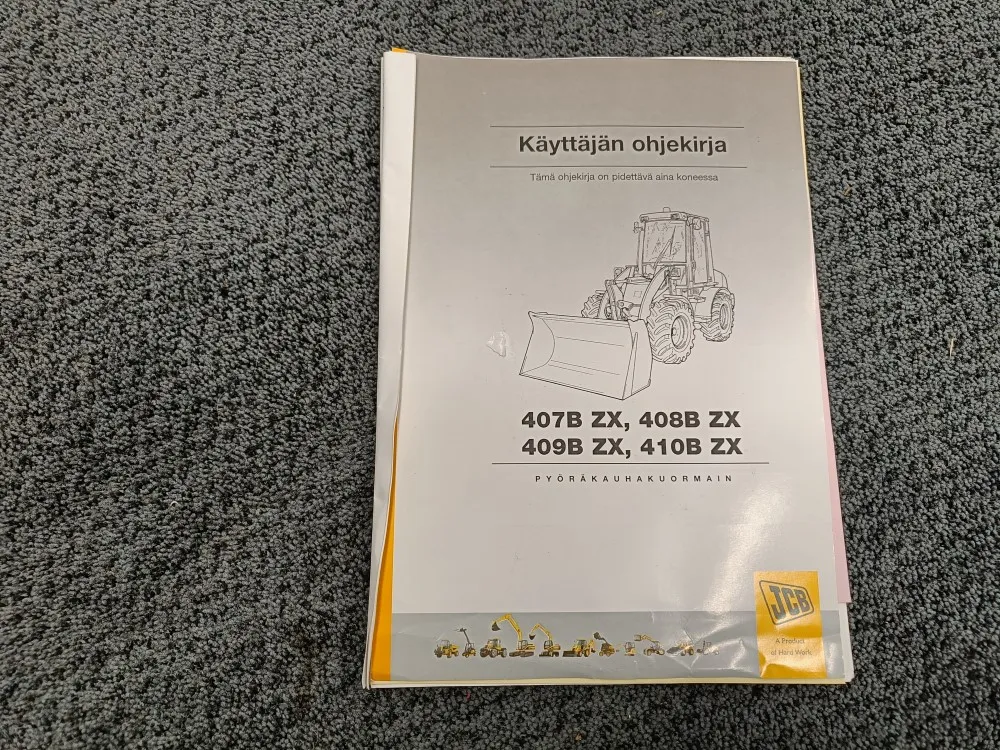 Käyttäjän ohjekirja
Tämä ohjekirja on pidettävä aina koneessa
407B ZX, 408B ZX
409B ZX, 410B ZX
PYÖRÄKAUHAKUORMAIN
JCB
A Product
of Hard Work